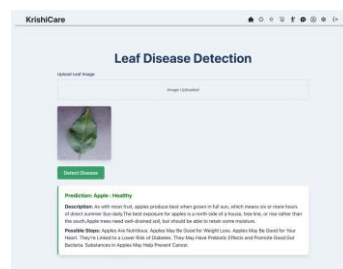 KrishiCare
Leaf Disease Detection
Upload Leaf Image
Image Uploaded
Detect Disease
Prediction: Apple : Healthy
Description: As with most fruit, apples produce best when grown in full sun, which means six or more hours
of direct summer Sun daily.The best exposure for apples is a north side of a house, tree line, or rise rather than
the south.Apple trees need well-drained soil, but should be able to retain some moisture.
Possible Steps: Apples Are Nutritious. Apples May Be Good for Weight Loss. Apples May Be Good for Your
Heart. They're Linked to a Lower Risk of Diabetes. They May Have Prebiotic Effects and Promote Good Gut
Bacteria. Substances in Apples May Help Prevent Cancer.